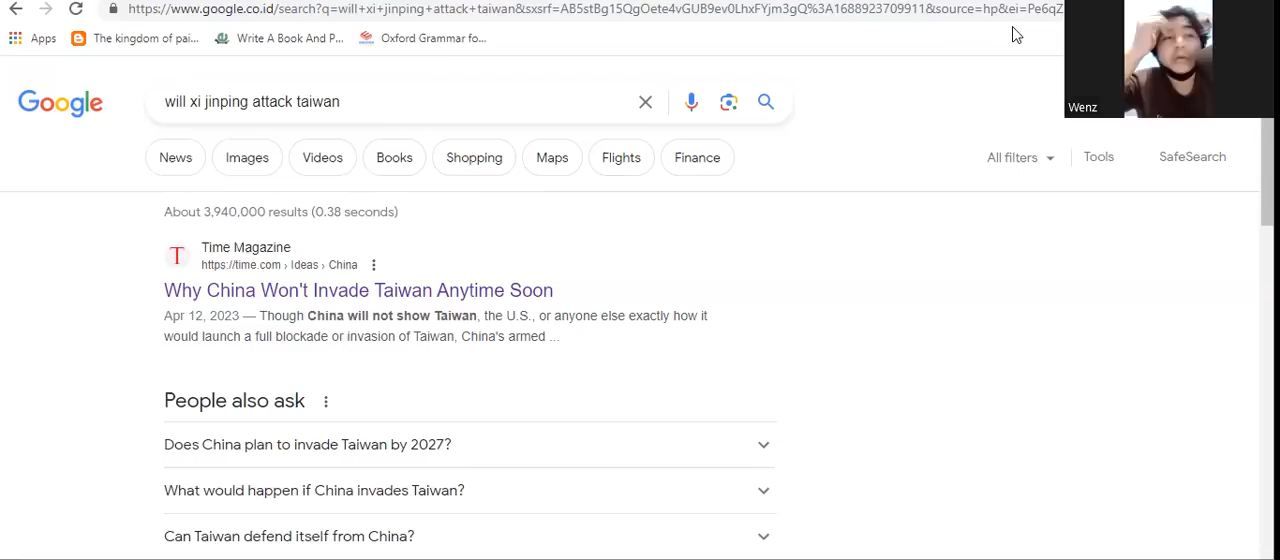 https://www.google.co.id/search?q=will+xi+jinping+attack+taiwan&sxsrf=AB5stBg15QgOete4vGUB9ev0LhxFYjm3gQ%3A1688923709911&source=hp&ei=Pe6qZ
Apps The kingdom of pai... Write A Book And P... Oxford Grammar fo...
Wenz
Google will xi jinping attack taiwan
News Images Videos Books Shopping Maps Flights Finance All filters Tools SafeSearch
About 3,940,000 results (0.38 seconds)
T Time Magazine
https://time.com › Ideas › China
Why China Won't Invade Taiwan Anytime Soon
Apr 12, 2023 — Though China will not show Taiwan, the U.S., or anyone else exactly how it
would launch a full blockade or invasion of Taiwan, China's armed ...
People also ask
Does China plan to invade Taiwan by 2027?
What would happen if China invades Taiwan?
Can Taiwan defend itself from China?